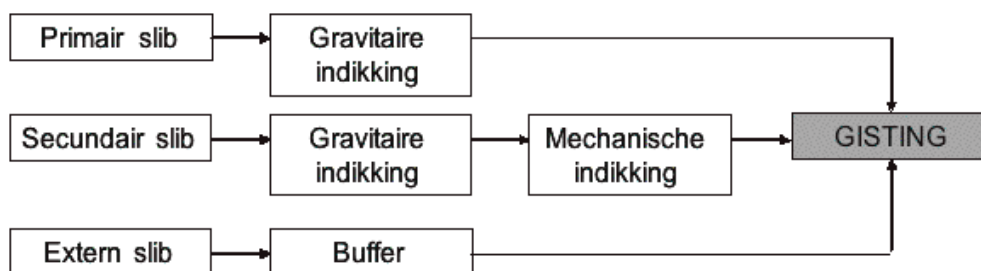 Primair slib
Gravitaire
indikking
Secundair slib
Gravitaire
indikking
Mechanische
indikking
GISTING
Extern slib
Buffer